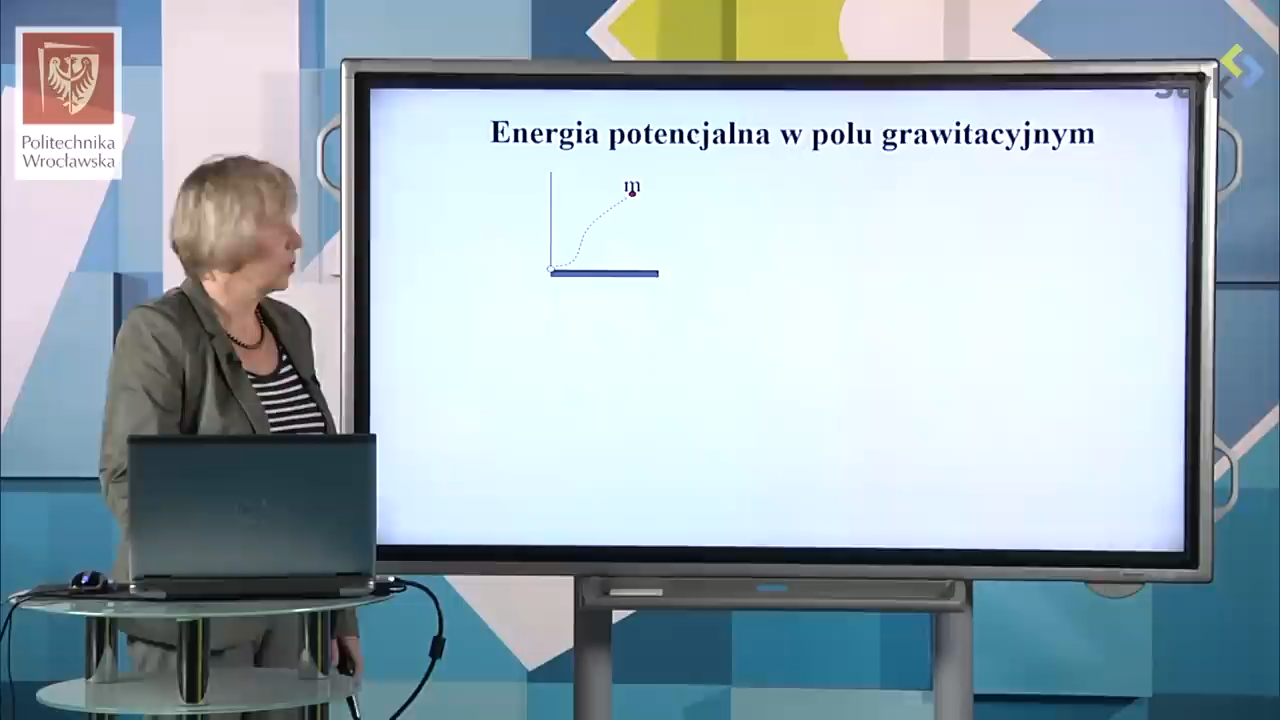 Politechnika
Wrocławska
Energia potencjalna w polu grawitacyjnym
m